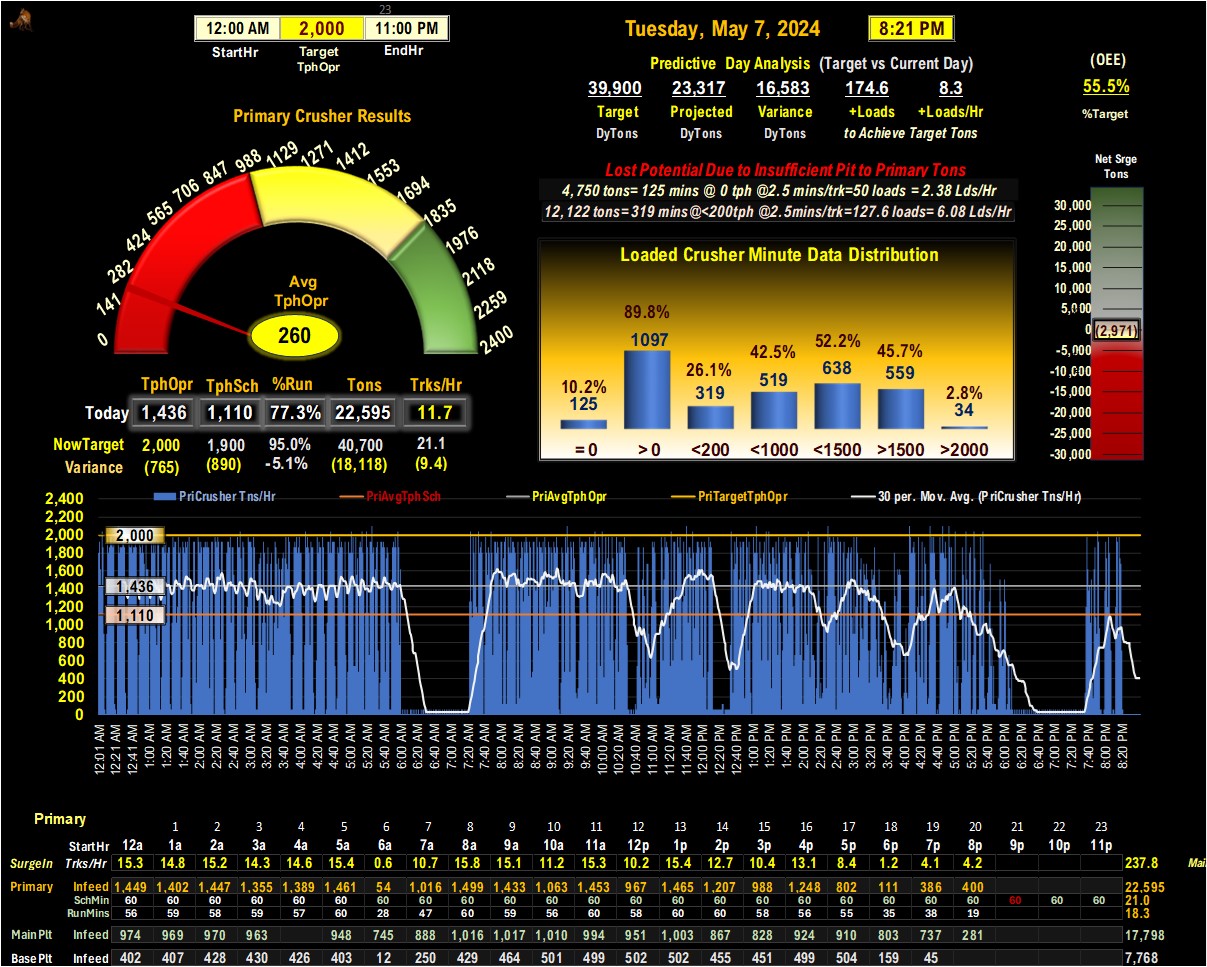 23
12:00 AM 2,000 11:00 PM
StartHr Target TphOpr EndHr
Tuesday, May 7, 2024 8:21 PM
Predictive Day Analysis (Target vs Current Day)
39,900 23,317 16,583 174.6 8.3
Target Projected Variance +Loads +Loads/Hr
DyTons DyTons DyTons to Achieve Target Tons
(OEE)
55.5%
%Target
Primary Crusher Results
0 141 282 424 565 706 847 988 1129 1271 1412 1553 1694 1835 1976 2118 2259 2400
Avg
TphOpr
260
Lost Potential Due to Insufficient Pit to Primary Tons
4,750 tons= 125 mins @ 0 tph @2.5 mins/trk=50 loads = 2.38 Lds/Hr
12,122 tons= 319 mins@<200tph @2.5mins/trk=127.6 loads= 6.08 Lds/Hr
Net Srge
Tons
30,000
25,000
20,000
15,000
10,000
5,000
0 (2,971)
-5,000
-10,000
-15,000
-20,000
-25,000
-30,000
Loaded Crusher Minute Data Distribution
10.2% 89.8% 26.1% 42.5% 52.2% 45.7% 2.8%
125 1097 319 519 638 559 34
= 0 > 0 <200 <1000 <1500 >1500 >2000
TphOpr TphSch %Run Tons Trks/Hr
Today 1,436 1,110 77.3% 22,595 11.7
NowTarget 2,000 1,900 95.0% 40,700 21.1
Variance (765) (890) -5.1% (18,118) (9.4)
PriCrusher Tns/Hr PriAvgTphSch PriAvgTphOpr PriTargetTphOpr 30 per. Mov. Avg. (PriCrusher Tns/Hr)
2,400
2,200
2,000 2,000
1,800
1,600
1,400 1,436
1,200 1,110
1,000
800
600
400
200
0
12:01 AM 12:21 AM 12:41 AM 1:00 AM 1:20 AM 1:40 AM 2:00 AM 2:20 AM 2:40 AM 3:00 AM 3:20 AM 3:40 AM 4:00 AM 4:20 AM 4:40 AM 5:00 AM 5:20 AM 5:40 AM 6:00 AM 6:20 AM 6:40 AM 7:00 AM 7:20 AM 7:40 AM 8:00 AM 8:20 AM 8:40 AM 9:00 AM 9:20 AM 9:40 AM 10:00 AM 10:20 AM 10:40 AM 11:00 AM 11:20 AM 11:40 AM 12:00 PM 12:20 PM 12:40 PM 1:00 PM 1:20 PM 1:40 PM 2:00 PM 2:20 PM 2:40 PM 3:00 PM 3:20 PM 3:40 PM 4:00 PM 4:20 PM 4:40 PM 5:00 PM 5:20 PM 5:40 PM 6:00 PM 6:20 PM 6:40 PM 7:00 PM 7:20 PM 7:40 PM 8:00 PM 8:20 PM
Primary
1 2 3 4 5 6 7 8 9 10 11 12 13 14 15 16 17 18 19 20 21 22 23
StartHr 12a 1a 2a 3a 4a 5a 6a 7a 8a 9a 10a 11a 12p 1p 2p 3p 4p 5p 6p 7p 8p 9p 10p 11p
SurgeIn Trks/Hr 15.3 14.8 15.2 14.3 14.6 15.4 0.6 10.7 15.8 15.1 11.2 15.3 10.2 15.4 12.7 10.4 13.1 8.4 1.2 4.1 4.2 237.8
Primary Infeed 1,449 1,402 1,447 1,355 1,389 1,461 54 1,016 1,499 1,433 1,063 1,453 967 1,465 1,207 988 1,248 802 111 386 400 22,595
SchMin 60 60 60 60 60 60 60 60 60 60 60 60 60 60 60 60 60 60 60 60 60 60 60 60 21.0
RunMins 56 59 58 59 57 60 28 47 60 59 56 60 58 60 60 58 56 55 35 38 19 18.3
MainPlt Infeed 974 969 970 963 948 745 888 1,016 1,017 1,010 994 951 1,003 867 828 924 910 803 737 281 17,798
BasePlt Infeed 402 407 428 430 426 403 12 250 429 464 501 499 502 502 455 451 499 504 159 45 7,768